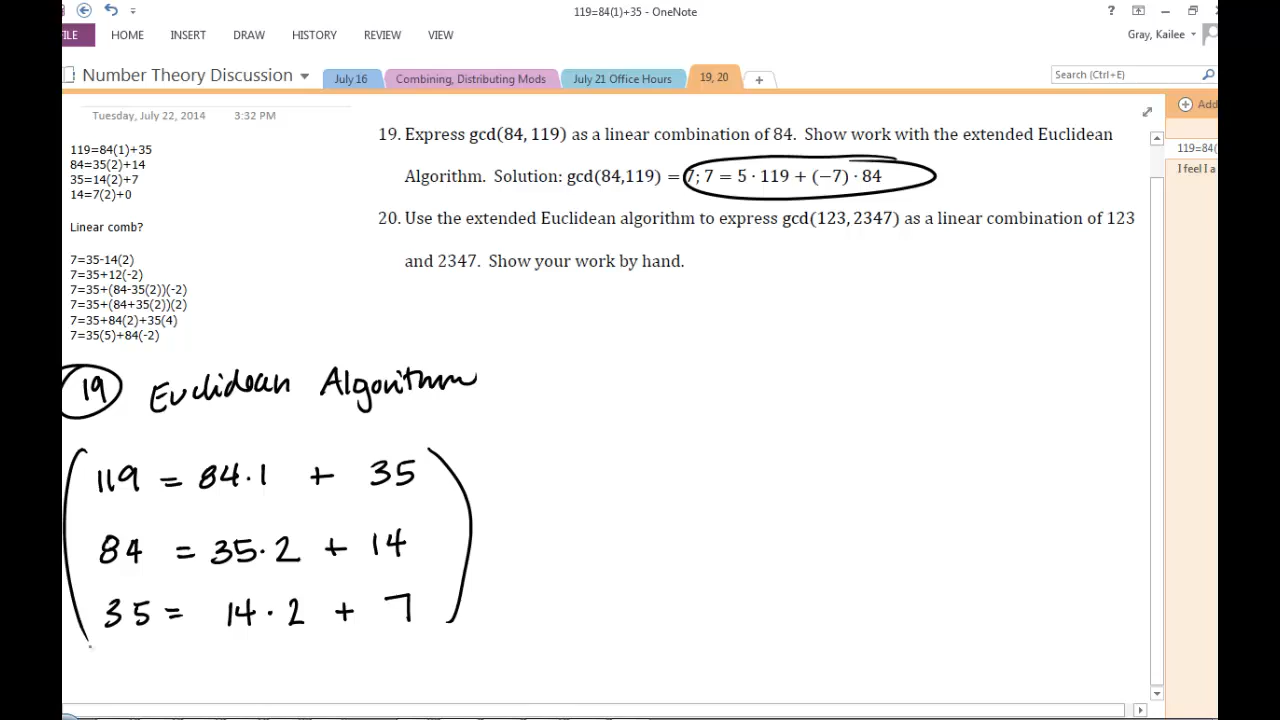 119=84(1)+35 - OneNote
?
FILE HOME INSERT DRAW HISTORY REVIEW VIEW
Gray, Kailee
Number Theory Discussion
July 16
Combining, Distributing Mods
July 21 Office Hours
19, 20
+
Search (Ctrl+E)
Add
Tuesday, July 22, 2014 3:32 PM
119=84(
I feel I a
119=84(1)+35
84=35(2)+14
35=14(2)+7
14=7(2)+0
Linear comb?
7=35-14(2)
7=35+12(-2)
7=35+(84-35(2))(-2)
7=35+(84+35(2))(2)
7=35+84(2)+35(4)
7=35(5)+84(-2)
19. Express gcd(84, 119) as a linear combination of 84. Show work with the extended Euclidean
Algorithm. Solution: gcd(84,119) = 7; 7 = 5 · 119 + (−7) · 84
20. Use the extended Euclidean algorithm to express gcd(123, 2347) as a linear combination of 123
and 2347. Show your work by hand.
19 Euclidean Algorithm
119 = 84·1 + 35
84 = 35·2 + 14
35 = 14·2 + 7